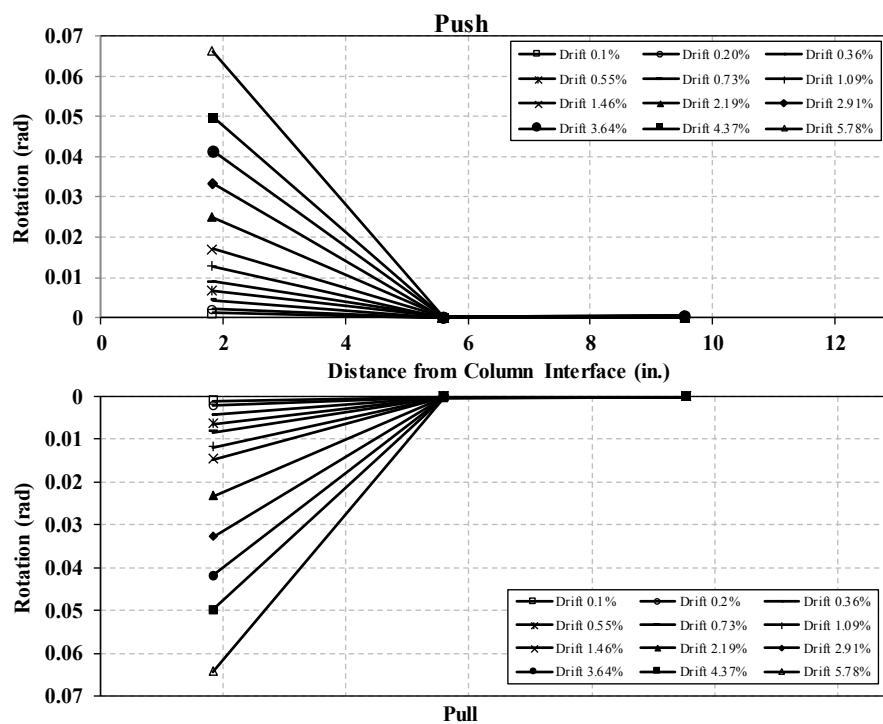 Push
0.07
0.06
0.05
0.04
0.03
0.02
0.01
0
Rotation (rad)
Drift 0.1% Drift 0.20% Drift 0.36%
Drift 0.55% Drift 0.73% Drift 1.09%
Drift 1.46% Drift 2.19% Drift 2.91%
Drift 3.64% Drift 4.37% Drift 5.78%
0 2 4 6 8 10 12
Distance from Column Interface (in.)
0
0.01
0.02
0.03
0.04
0.05
0.06
0.07
Rotation (rad)
Drift 0.1% Drift 0.2% Drift 0.36%
Drift 0.55% Drift 0.73% Drift 1.09%
Drift 1.46% Drift 2.19% Drift 2.91%
Drift 3.64% Drift 4.37% Drift 5.78%
Pull